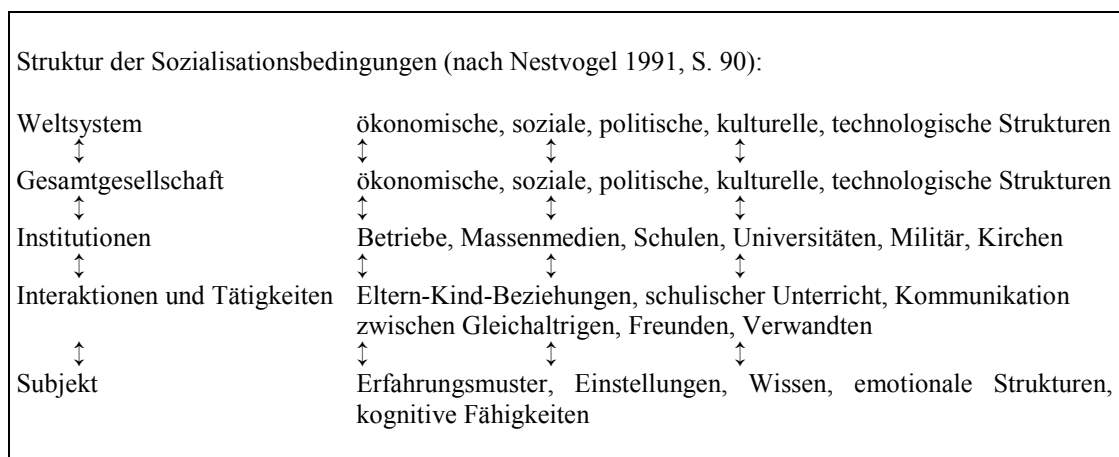 Struktur der Sozialisationsbedingungen (nach Nestvogel 1991, S. 90):
Weltsystem ökonomische, soziale, politische, kulturelle, technologische Strukturen
↕ ↕ ↕ ↕
Gesamtgesellschaft ökonomische, soziale, politische, kulturelle, technologische Strukturen
↕ ↕ ↕ ↕
Institutionen Betriebe, Massenmedien, Schulen, Universitäten, Militär, Kirchen
↕ ↕ ↕ ↕
Interaktionen und Tätigkeiten Eltern-Kind-Beziehungen, schulischer Unterricht, Kommunikation
zwischen Gleichaltrigen, Freunden, Verwandten
↕ ↕ ↕ ↕
Subjekt Erfahrungsmuster, Einstellungen, Wissen, emotionale Strukturen,
kognitive Fähigkeiten